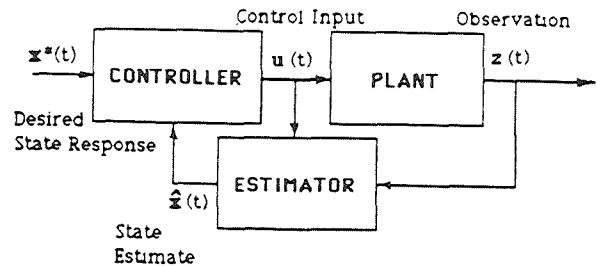 Control Input
Observation
x*(t)
CONTROLLER
u(t)
PLANT
z(t)
Desired
State Response
ESTIMATOR
x̂(t)
State
Estimate